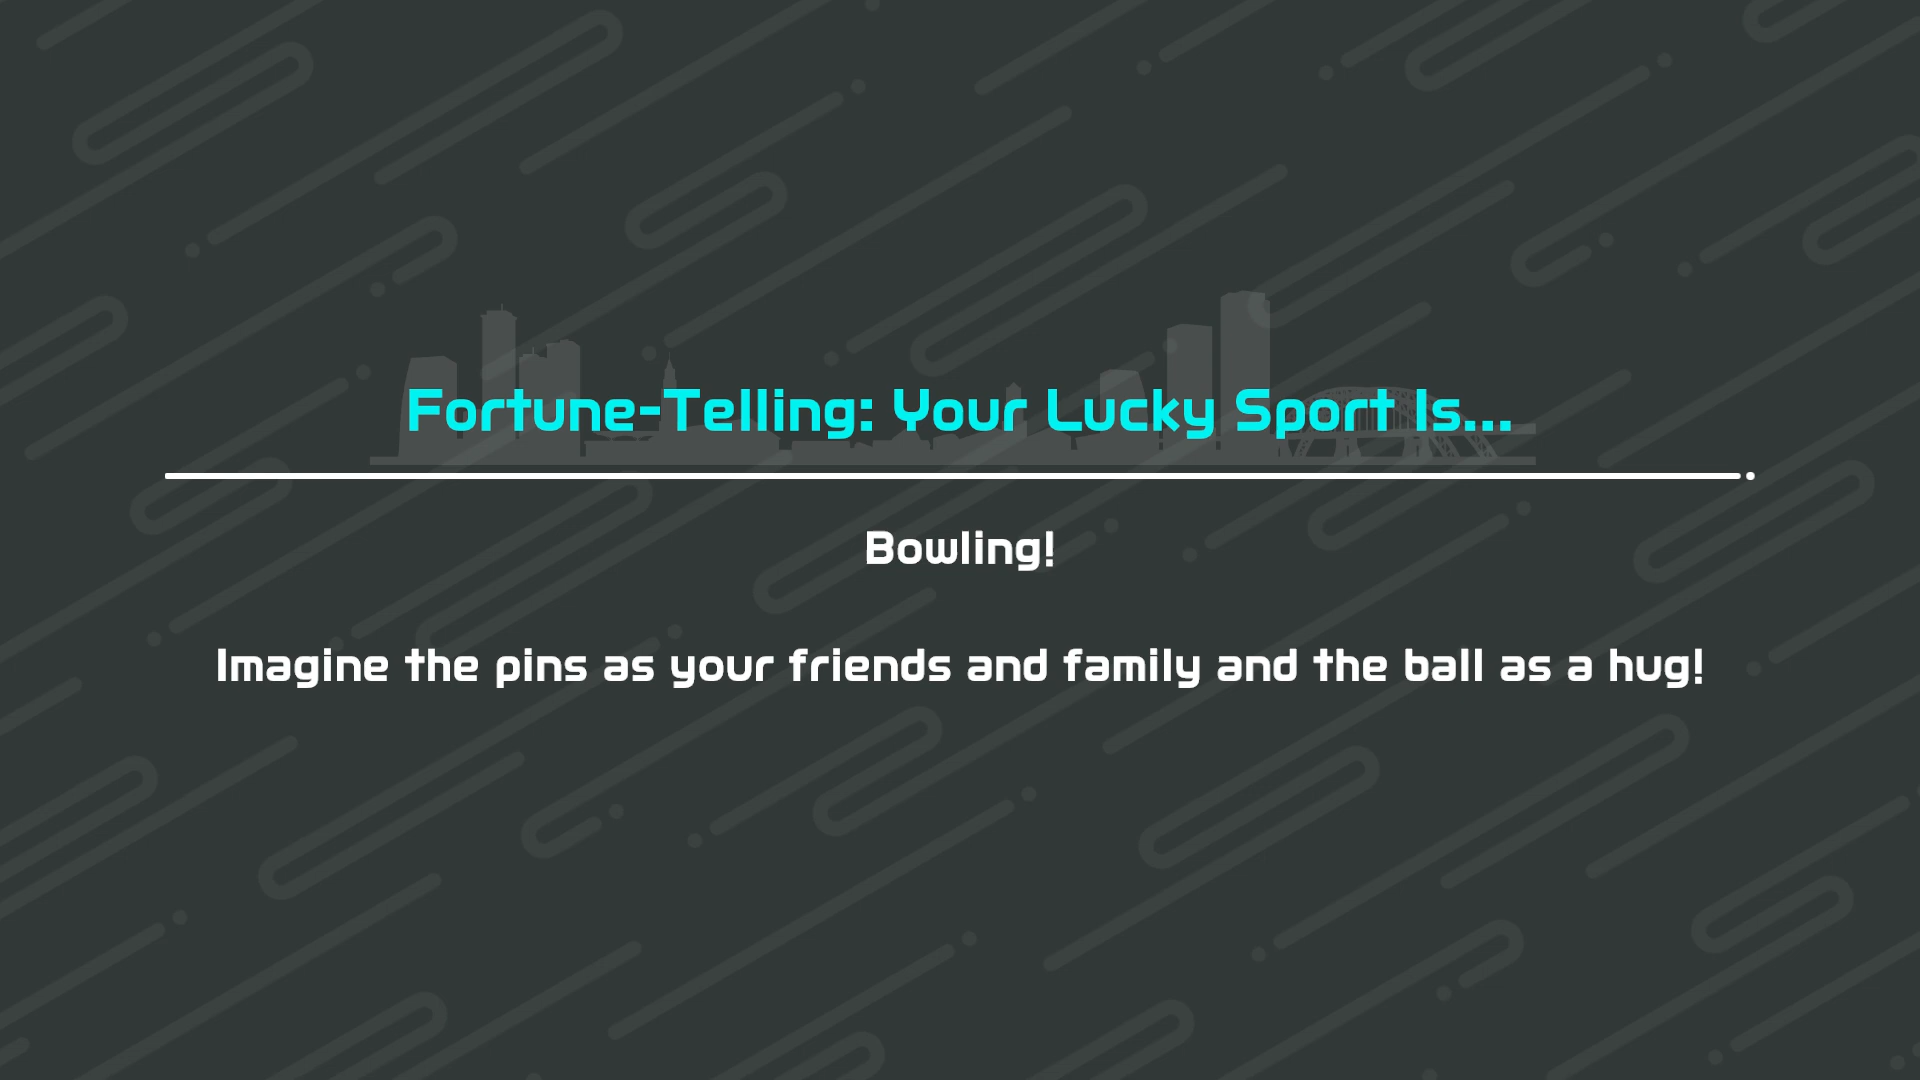 Fortune-Telling: Your Lucky Sport Is...
Bowling!
Imagine the pins as your friends and family and the ball as a hug!